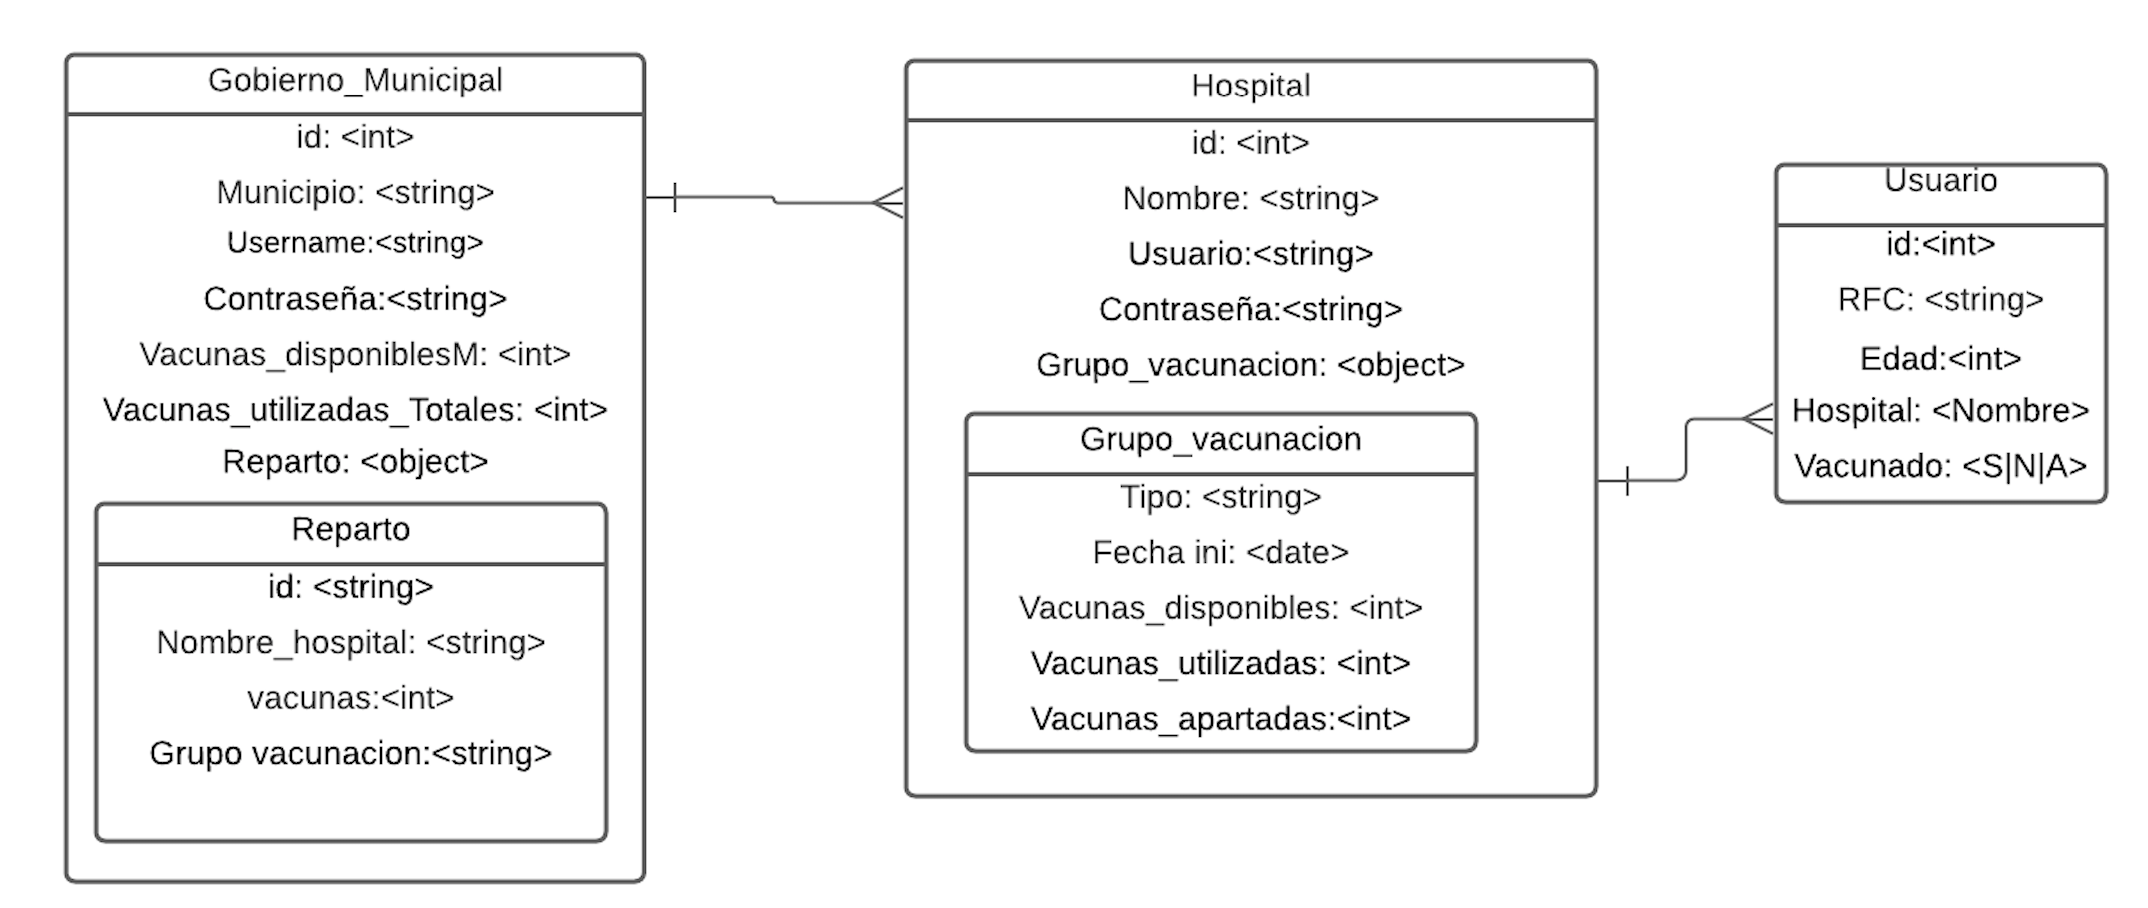 Gobierno_Municipal
id: <int>
Municipio: <string>
Username:<string>
Contraseña:<string>
Vacunas_disponiblesM: <int>
Vacunas_utilizadas_Totales: <int>
Reparto: <object>
Reparto
id: <string>
Nombre_hospital: <string>
vacunas:<int>
Grupo vacunacion:<string>
Hospital
id: <int>
Nombre: <string>
Usuario:<string>
Contraseña:<string>
Grupo_vacunacion: <object>
Grupo_vacunacion
Tipo: <string>
Fecha ini: <date>
Vacunas_disponibles: <int>
Vacunas_utilizadas: <int>
Vacunas_apartadas:<int>
Usuario
id:<int>
RFC: <string>
Edad:<int>
Hospital: <Nombre>
Vacunado: <S|N|A>